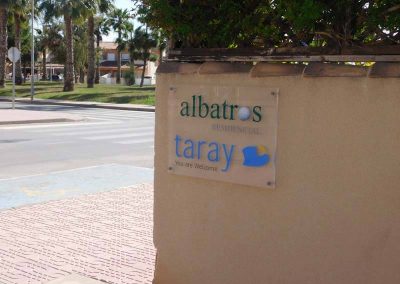 albatros
RESIDENCIAL
taray
You are Welcome